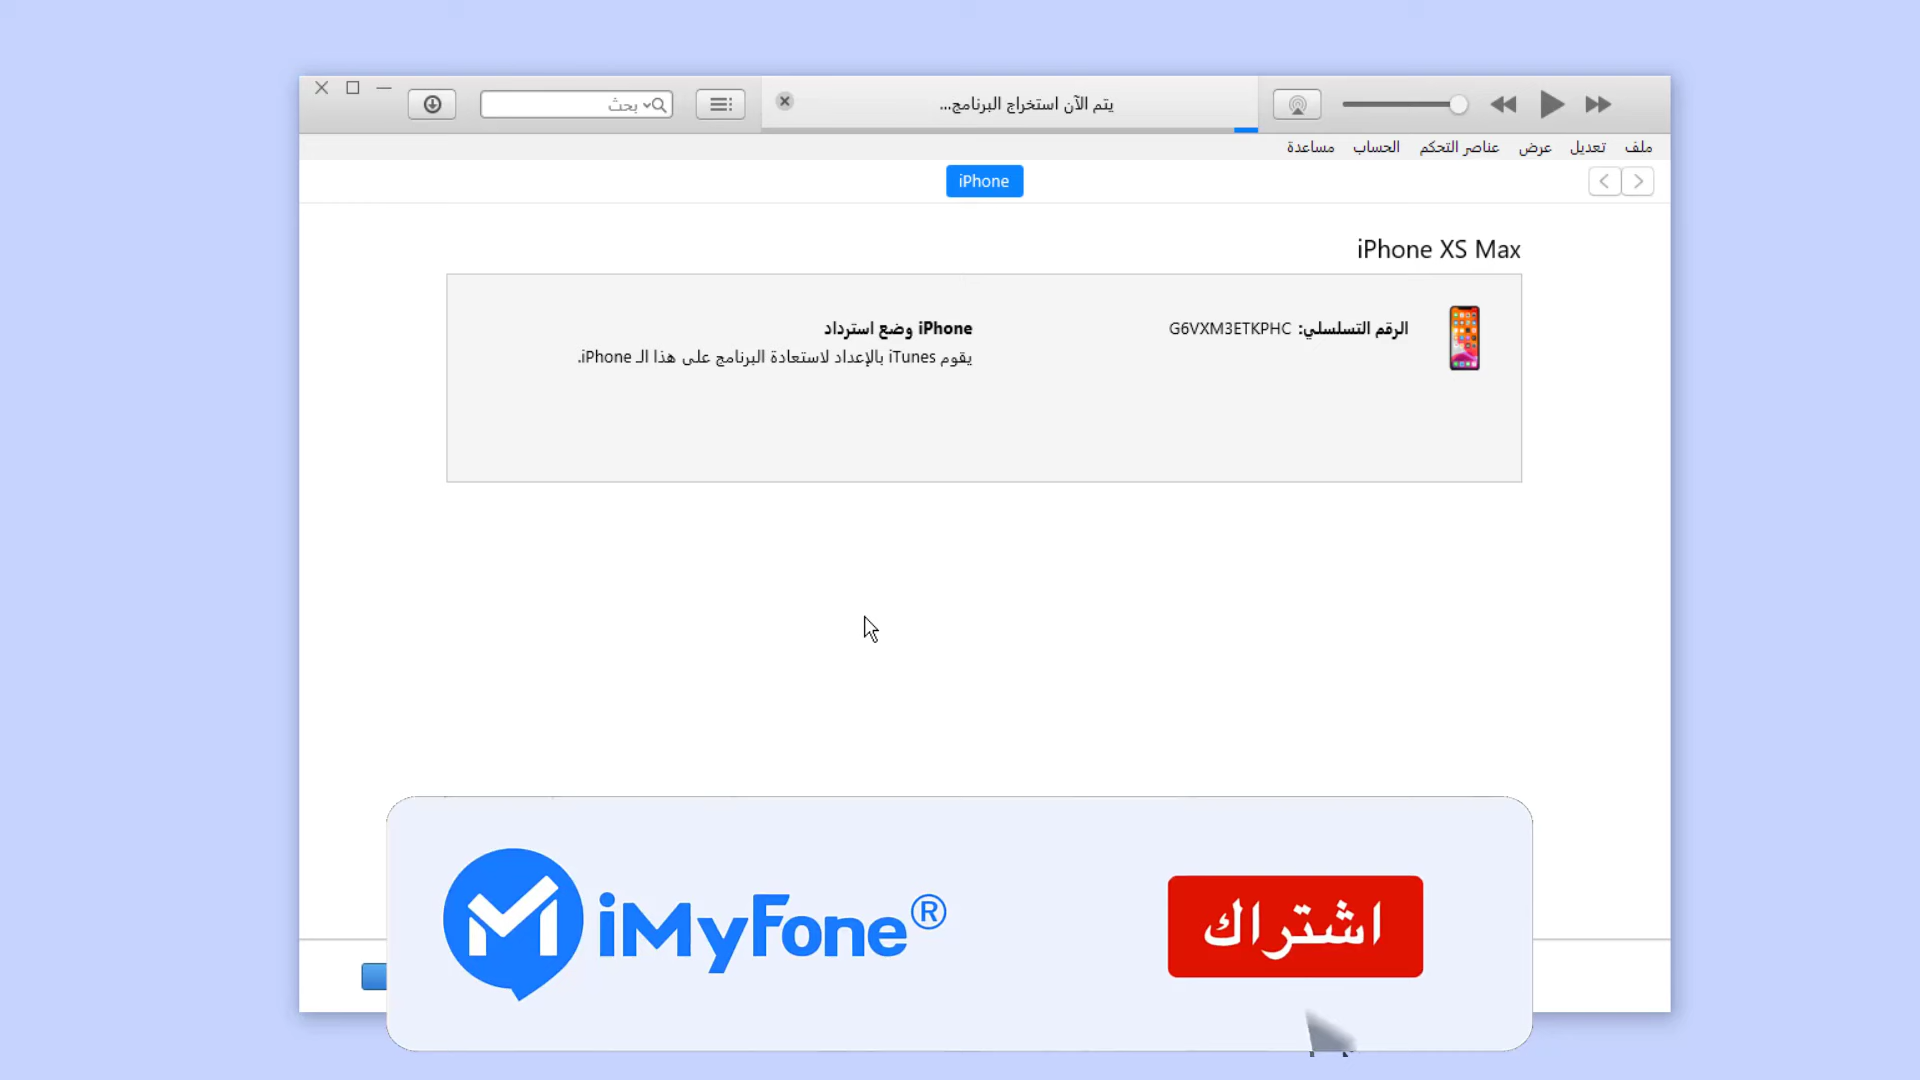 يتم الآن استخراج البرنامج...
بحث
ملف تعديل عرض عناصر التحكم الحساب مساعدة
iPhone
iPhone XS Max
الرقم التسلسلي: G6VXM3ETKPHC
iPhone وضع استرداد
يقوم iTunes بالإعداد لاستعادة البرنامج على هذا الـ iPhone.
iMyFone®
اشتراك